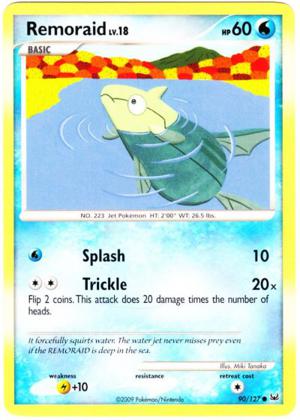 Remoraid LV.18 HP 60
BASIC
NO. 223 Jet Pokémon HT: 2'00" WT: 26.5 lbs.
Splash 10
Trickle 20x
Flip 2 coins. This attack does 20 damage times the number of
heads.
It forcefully squirts water. The water jet never misses prey even
if the REMORAID is deep in the sea.
Illus. Miki Tanaka
weakness resistance retreat cost
+10
90/127
©2009 Pokémon/Nintendo